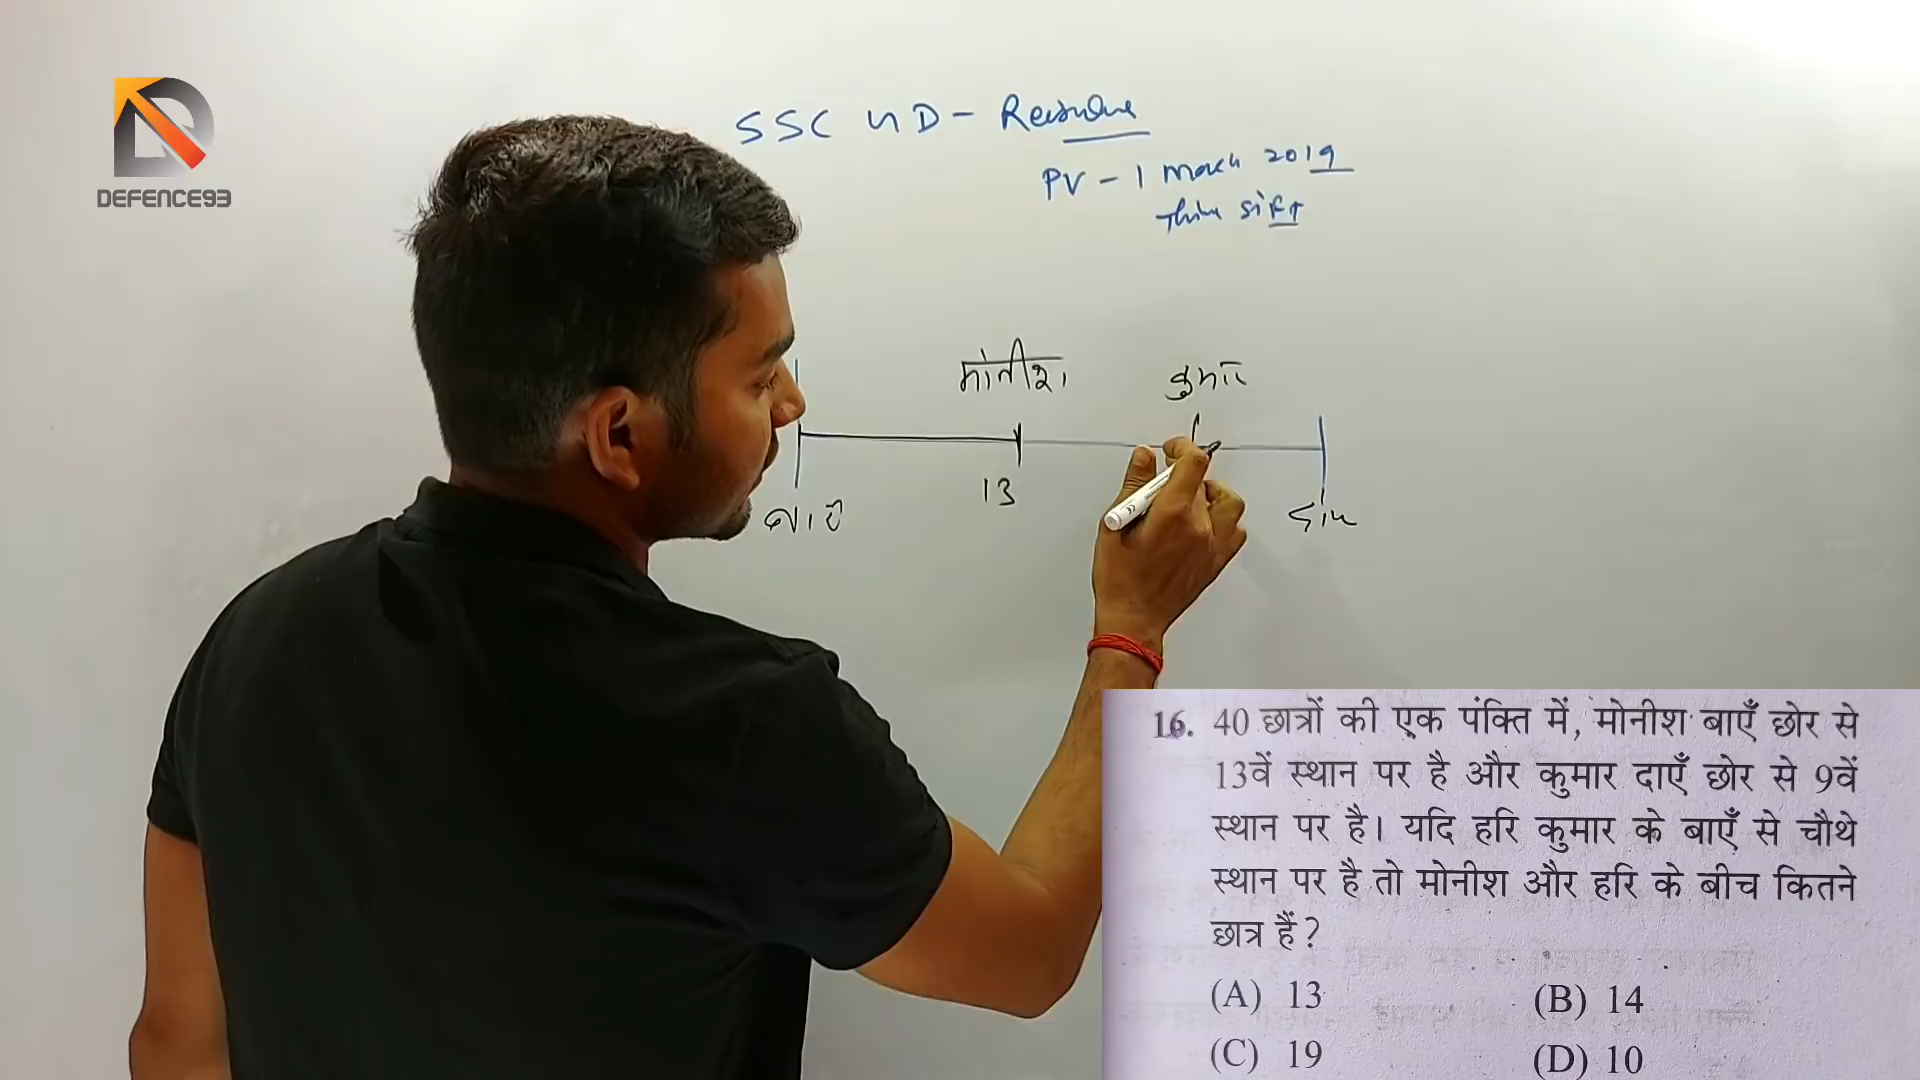 DEFENCE93
SSC GD -
PV - 1 March 2019
Third Sift
मोनीश
कुमार
13
बाएँ
16. 40 छात्रों की एक पंक्ति में, मोनीश बाएँ छोर से
13वें स्थान पर है और कुमार दाएँ छोर से 9वें
स्थान पर है। यदि हरि कुमार के बाएँ से चौथे
स्थान पर है तो मोनीश और हरि के बीच कितने
छात्र हैं?
(A) 13 (B) 14
(C) 19 (D) 10